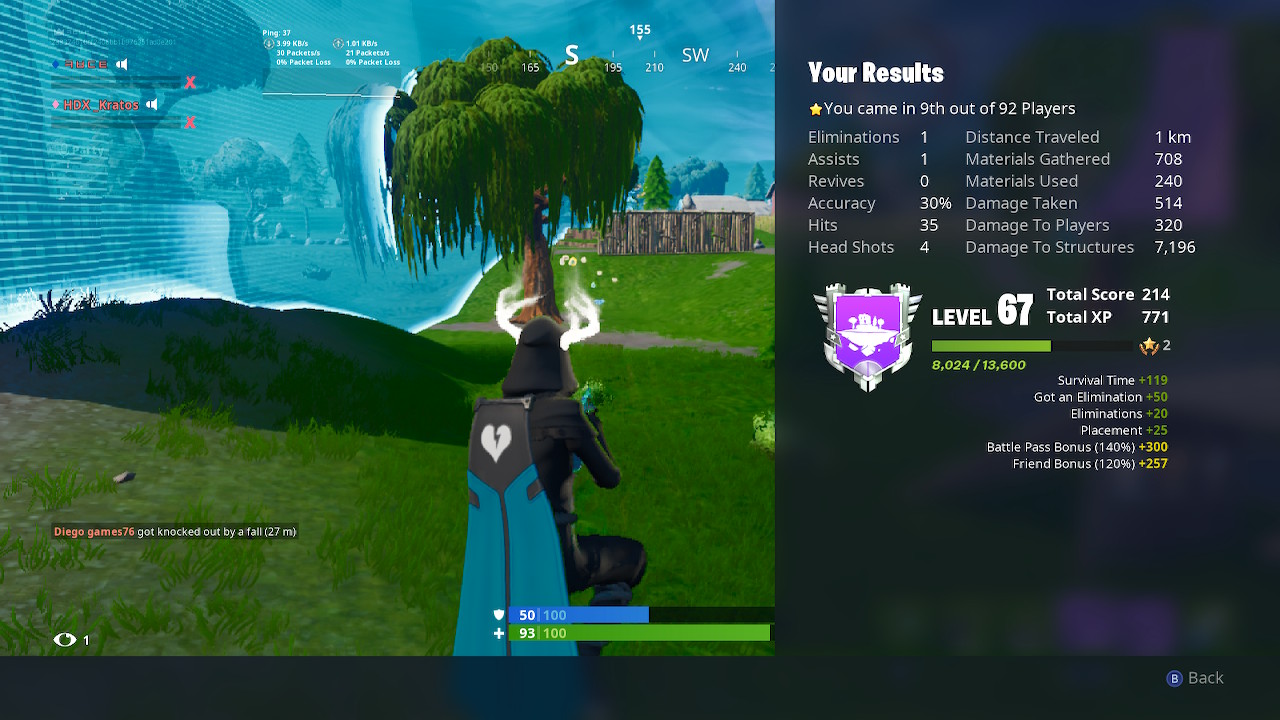 Ping: 37
3.99 KB/s 1.01 KB/s
30 Packets/s 21 Packets/s
0% Packet Loss 0% Packet Loss
155
150 165 S 195 210 SW 240 2
HDX_Kratos
Party
Diego games76 got knocked out by a fall (27 m)
1
50 | 100
93 | 100
Your Results
You came in 9th out of 92 Players
Eliminations 1 Distance Traveled 1 km
Assists 1 Materials Gathered 708
Revives 0 Materials Used 240
Accuracy 30% Damage Taken 514
Hits 35 Damage To Players 320
Head Shots 4 Damage To Structures 7,196
LEVEL 67
Total Score 214
Total XP 771
2
8,024 / 13,600
Survival Time +119
Got an Elimination +50
Eliminations +20
Placement +25
Battle Pass Bonus (140%) +300
Friend Bonus (120%) +257
B Back